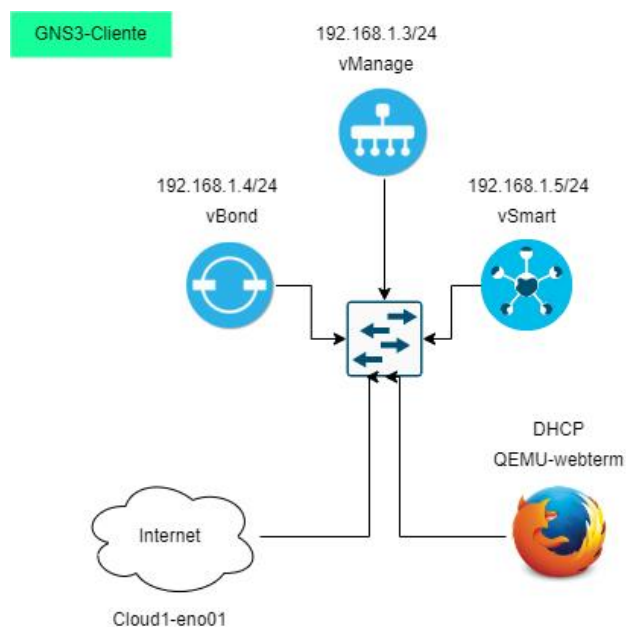 GNS3-Cliente
192.168.1.3/24
vManage
192.168.1.4/24
vBond
192.168.1.5/24
vSmart
DHCP
QEMU-webterm
Internet
Cloud1-eno01